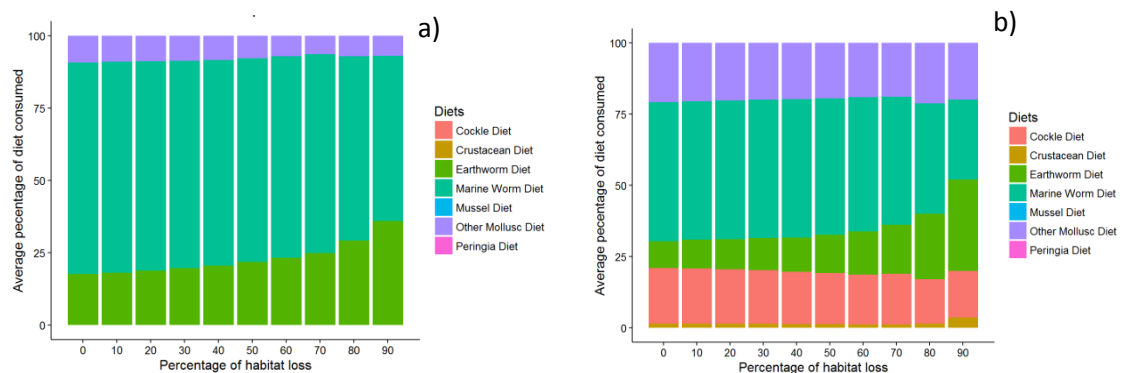 a)
Average pecentage of diet consumed
100
75
50
25
0
0 10 20 30 40 50 60 70 80 90
Percentage of habitat loss
Diets
Cockle Diet
Crustacean Diet
Earthworm Diet
Marine Worm Diet
Mussel Diet
Other Mollusc Diet
Peringia Diet
b)
Average pecentage of diet consumed
100
75
50
25
0
0 10 20 30 40 50 60 70 80 90
Percentage of habitat loss
Diets
Cockle Diet
Crustacean Diet
Earthworm Diet
Marine Worm Diet
Mussel Diet
Other Mollusc Diet
Peringia Diet